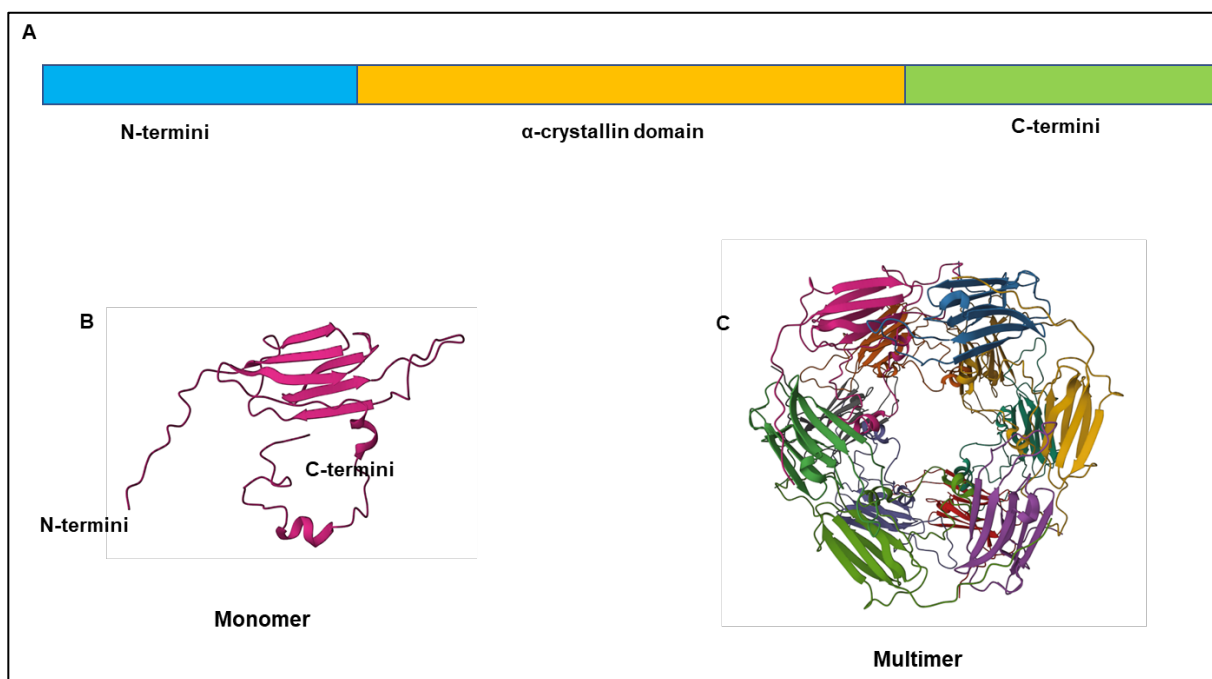 A
N-termini
α-crystallin domain
C-termini
B
C
C-termini
N-termini
Monomer
Multimer